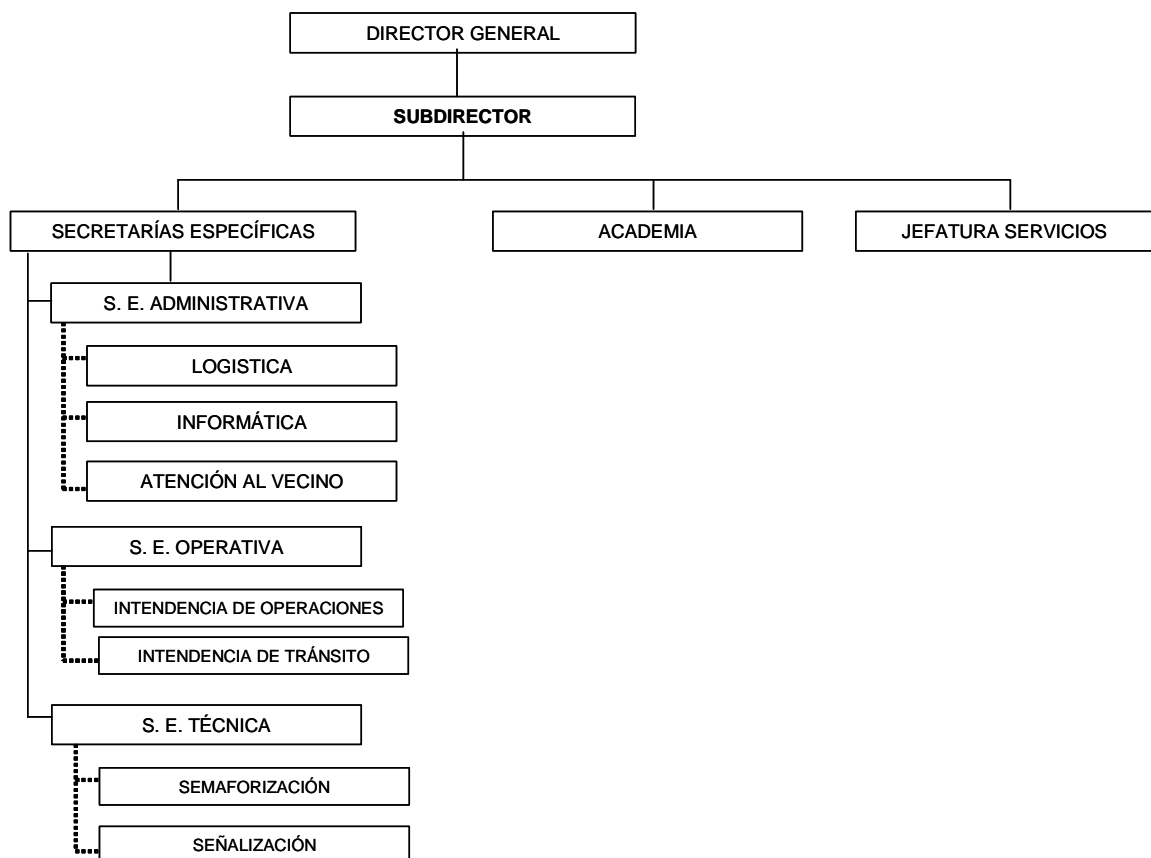 DIRECTOR GENERAL
SUBDIRECTOR
SECRETARÍAS ESPECÍFICAS
ACADEMIA
JEFATURA SERVICIOS
S. E. ADMINISTRATIVA
LOGISTICA
INFORMÁTICA
ATENCIÓN AL VECINO
S. E. OPERATIVA
INTENDENCIA DE OPERACIONES
INTENDENCIA DE TRÁNSITO
S. E. TÉCNICA
SEMAFORIZACIÓN
SEÑALIZACIÓN